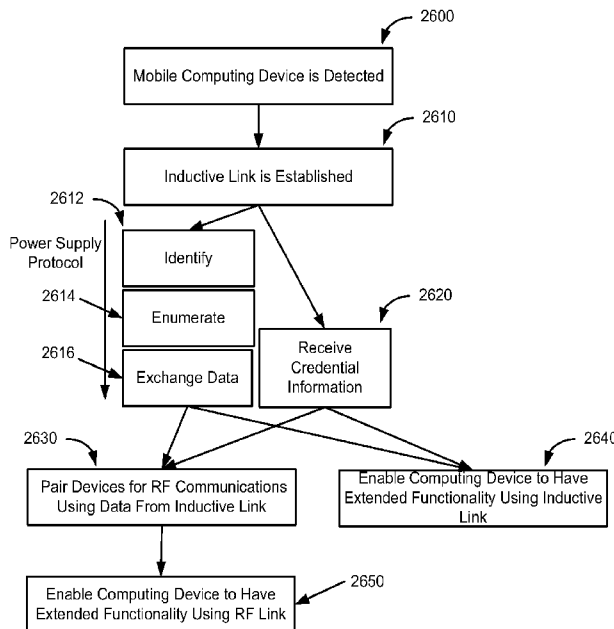 2600
Mobile Computing Device is Detected
2610
Inductive Link is Established
2612
Power Supply
Protocol
Identify
2614
Enumerate
2620
2616
Exchange Data
Receive
Credential
Information
2630
2640
Pair Devices for RF Communications
Using Data From Inductive Link
Enable Computing Device to Have
Extended Functionality Using Inductive
Link
Enable Computing Device to Have
Extended Functionality Using RF Link
2650